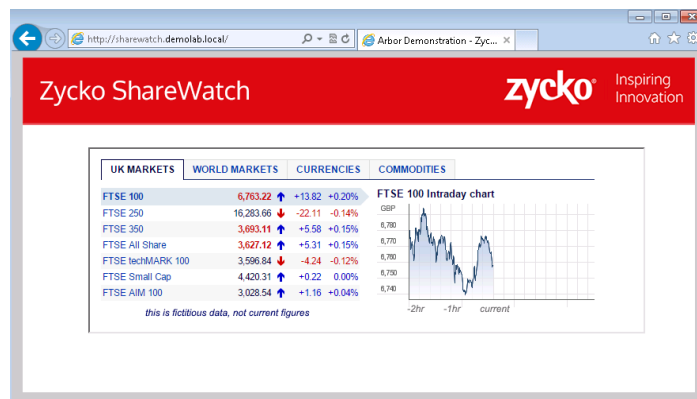 http://sharewatch.demolab.local/
Arbor Demonstration - Zyc...
Zycko ShareWatch
zycko
Inspiring
Innovation
UK MARKETS WORLD MARKETS CURRENCIES COMMODITIES
FTSE 100 6,763.22 +13.82 +0.20%
FTSE 250 16,283.66 -22.11 -0.14%
FTSE 350 3,693.11 +5.58 +0.15%
FTSE All Share 3,627.12 +5.31 +0.15%
FTSE techMARK 100 3,596.84 -4.24 -0.12%
FTSE Small Cap 4,420.31 +0.22 0.00%
FTSE AIM 100 3,028.54 +1.16 +0.04%
this is fictitious data, not current figures
FTSE 100 Intraday chart
GBP
6,780
6,770
6,760
6,750
6,740
-2hr -1hr current